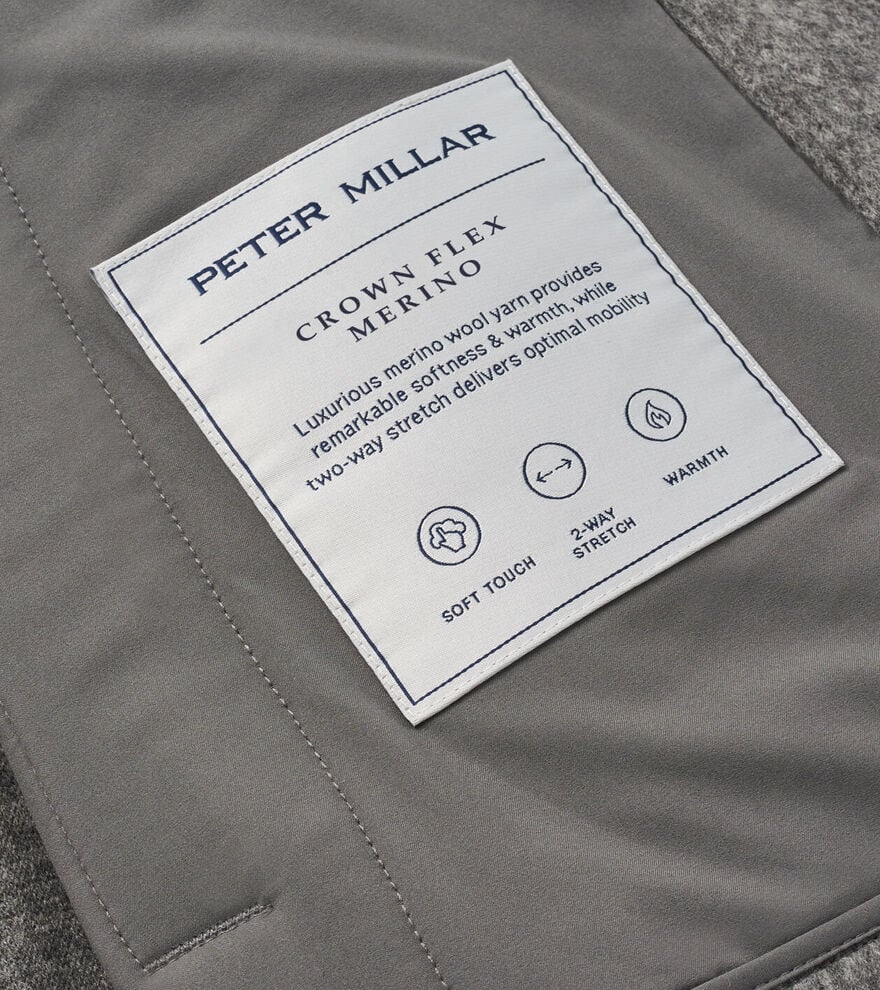 PETER MILLAR
CROWN FLEX
MERINO
Luxurious merino wool yarn provides
remarkable softness & warmth, while
two-way stretch delivers optimal mobility
SOFT TOUCH
2-WAY
STRETCH
WARMTH